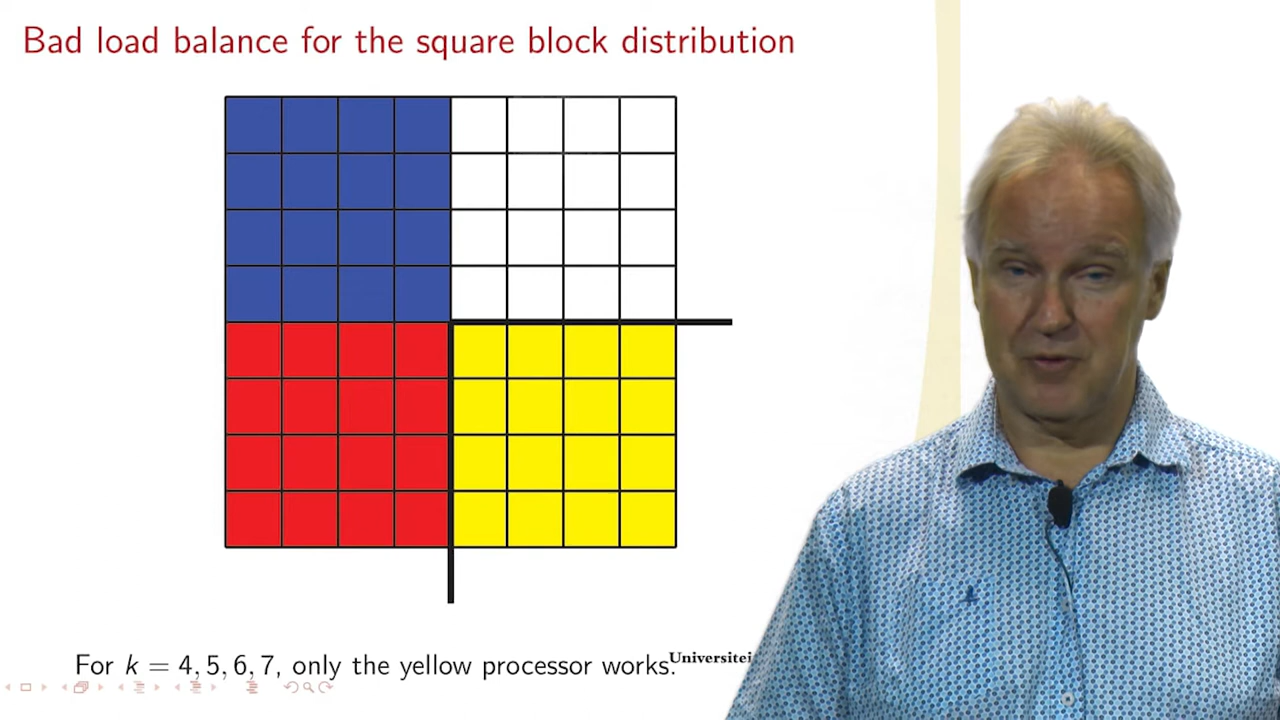 Bad load balance for the square block distribution
For k = 4, 5, 6, 7, only the yellow processor works.
Universitei